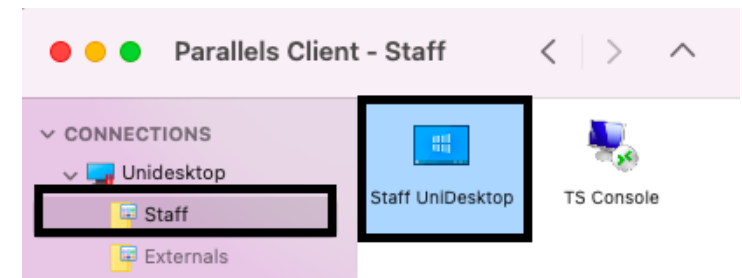 Parallels Client - Staff
CONNECTIONS
Unidesktop
Staff
Externals
Staff UniDesktop
TS Console